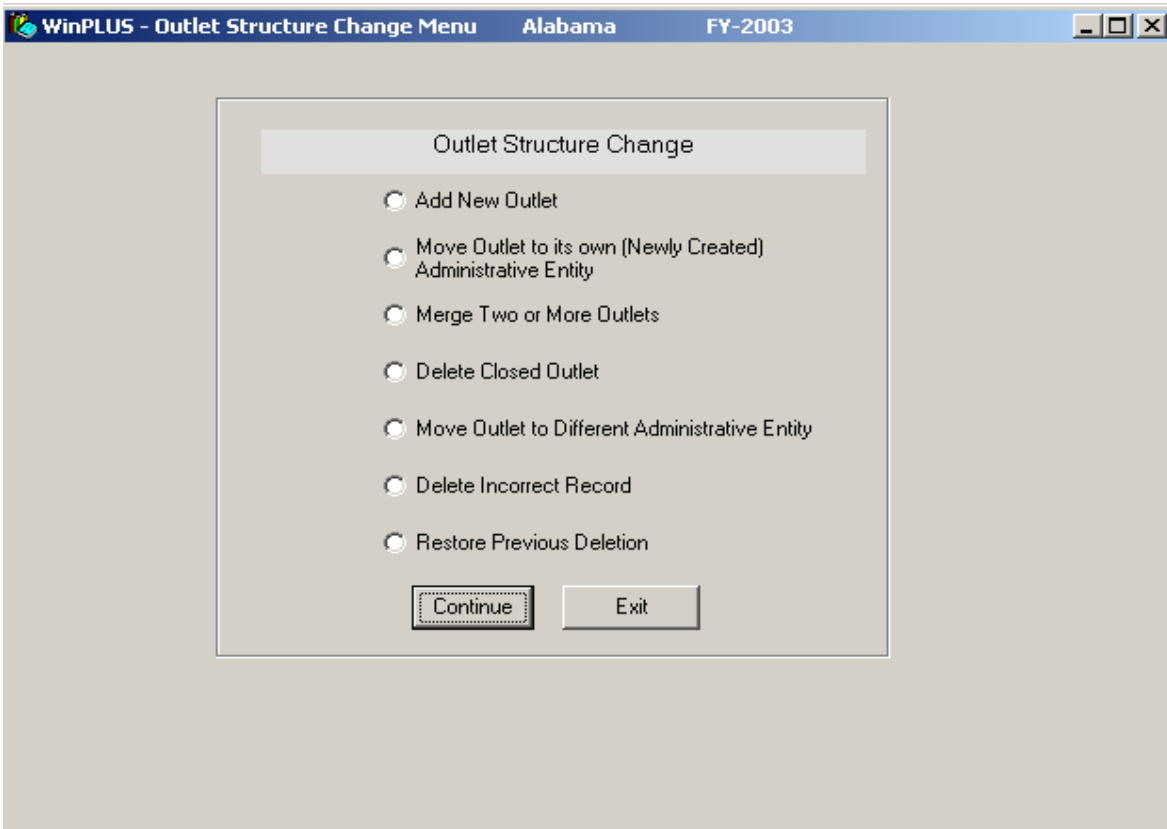 WinPLUS - Outlet Structure Change Menu Alabama FY-2003
Outlet Structure Change
Add New Outlet
Move Outlet to its own (Newly Created)
Administrative Entity
Merge Two or More Outlets
Delete Closed Outlet
Move Outlet to Different Administrative Entity
Delete Incorrect Record
Restore Previous Deletion
Continue Exit